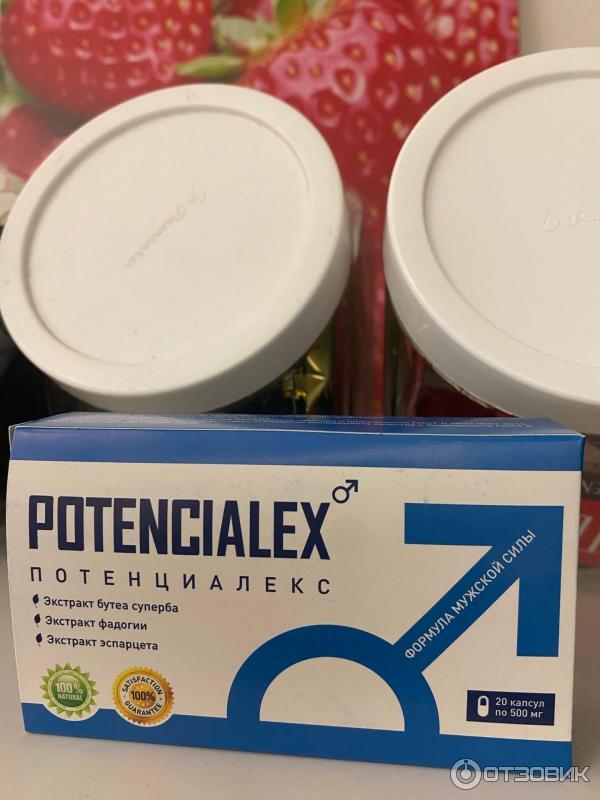 POTENCIALEX
ПОТЕНЦИАЛЕКС
Экстракт бутеа суперба
Экстракт фадогии
Экстракт эспарцета
ФОРМУЛА МУЖСКОЙ СИЛЫ
100%
NATURAL
SATISFACTION
100%
GUARANTEE
20 капсул
по 500 мг
ОТЗОВИК